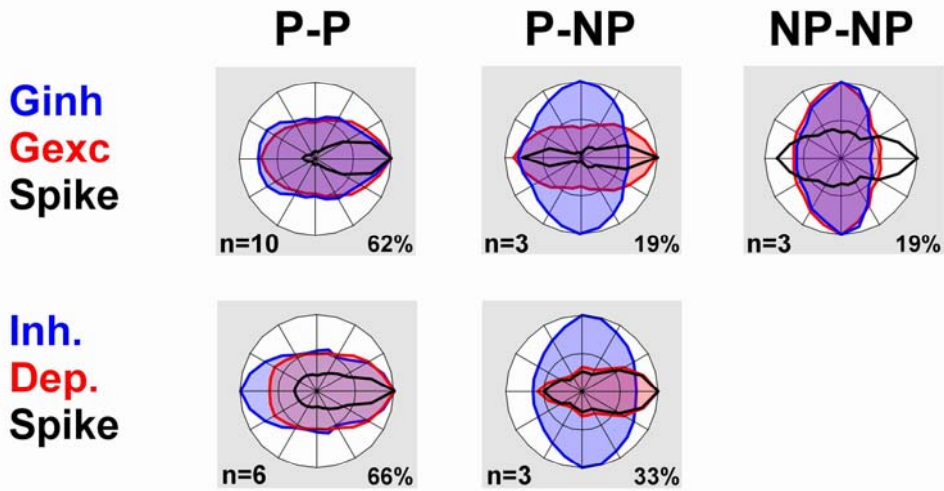 P-P P-NP NP-NP
Ginh
Gexc
Spike
n=10 62% n=3 19% n=3 19%
Inh.
Dep.
Spike
n=6 66% n=3 33%